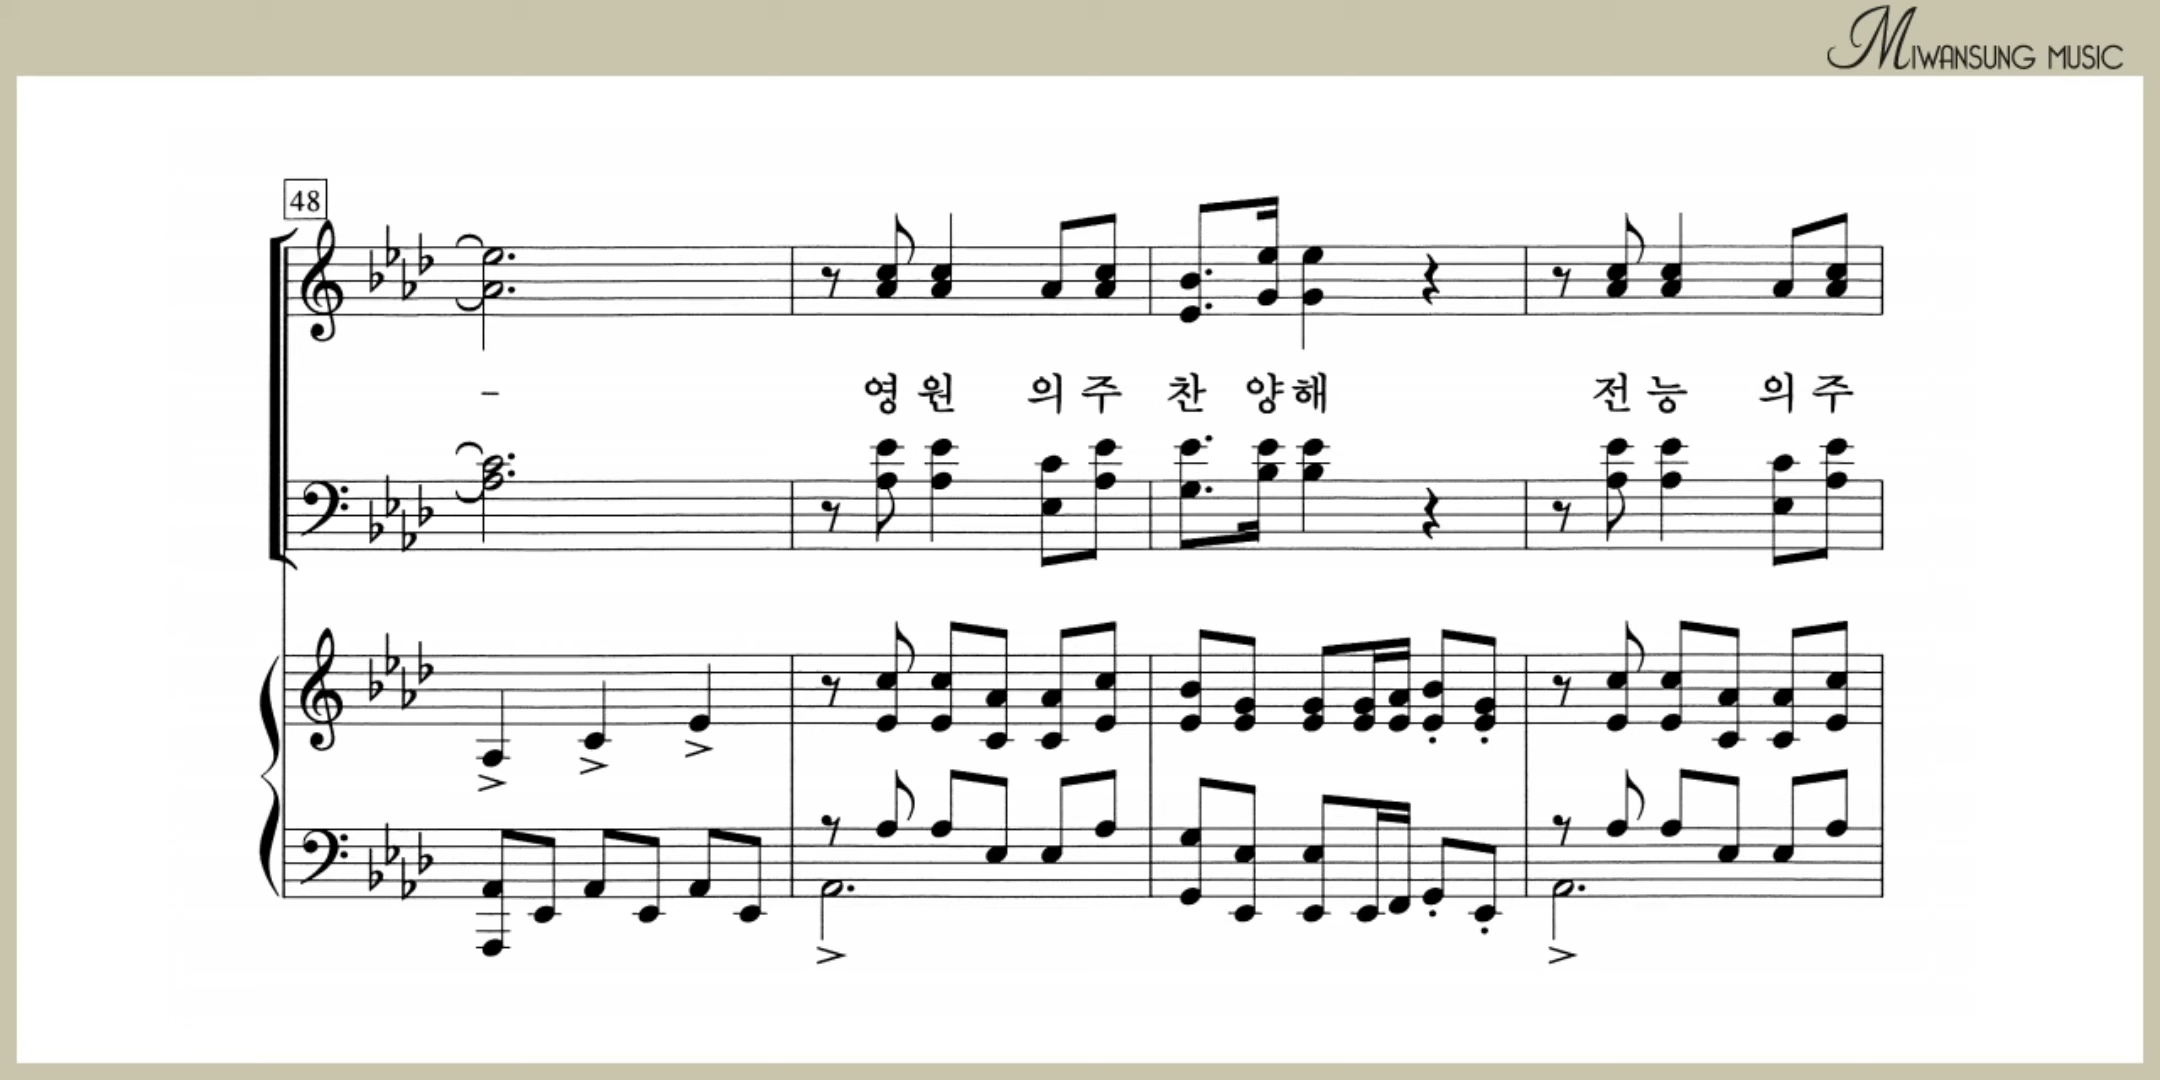 MIWANSUNG MUSIC
48
- 영 원 의 주 찬 양 해 전 능 의 주